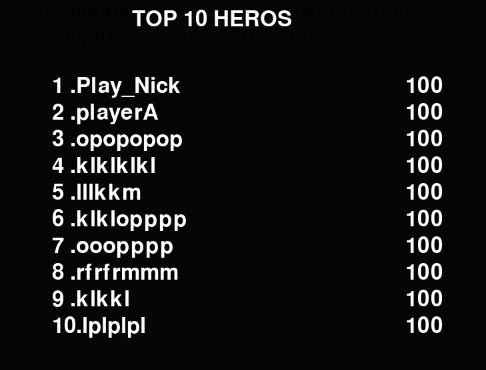 TOP 10 HEROS
1 .Play_Nick 100
2 .playerA 100
3 .opopopop 100
4 .klklklkl 100
5 .lllkkm 100
6 .klklopppp 100
7 .ooopppp 100
8 .rfrfrmmm 100
9 .klkkl 100
10.lplplpl 100